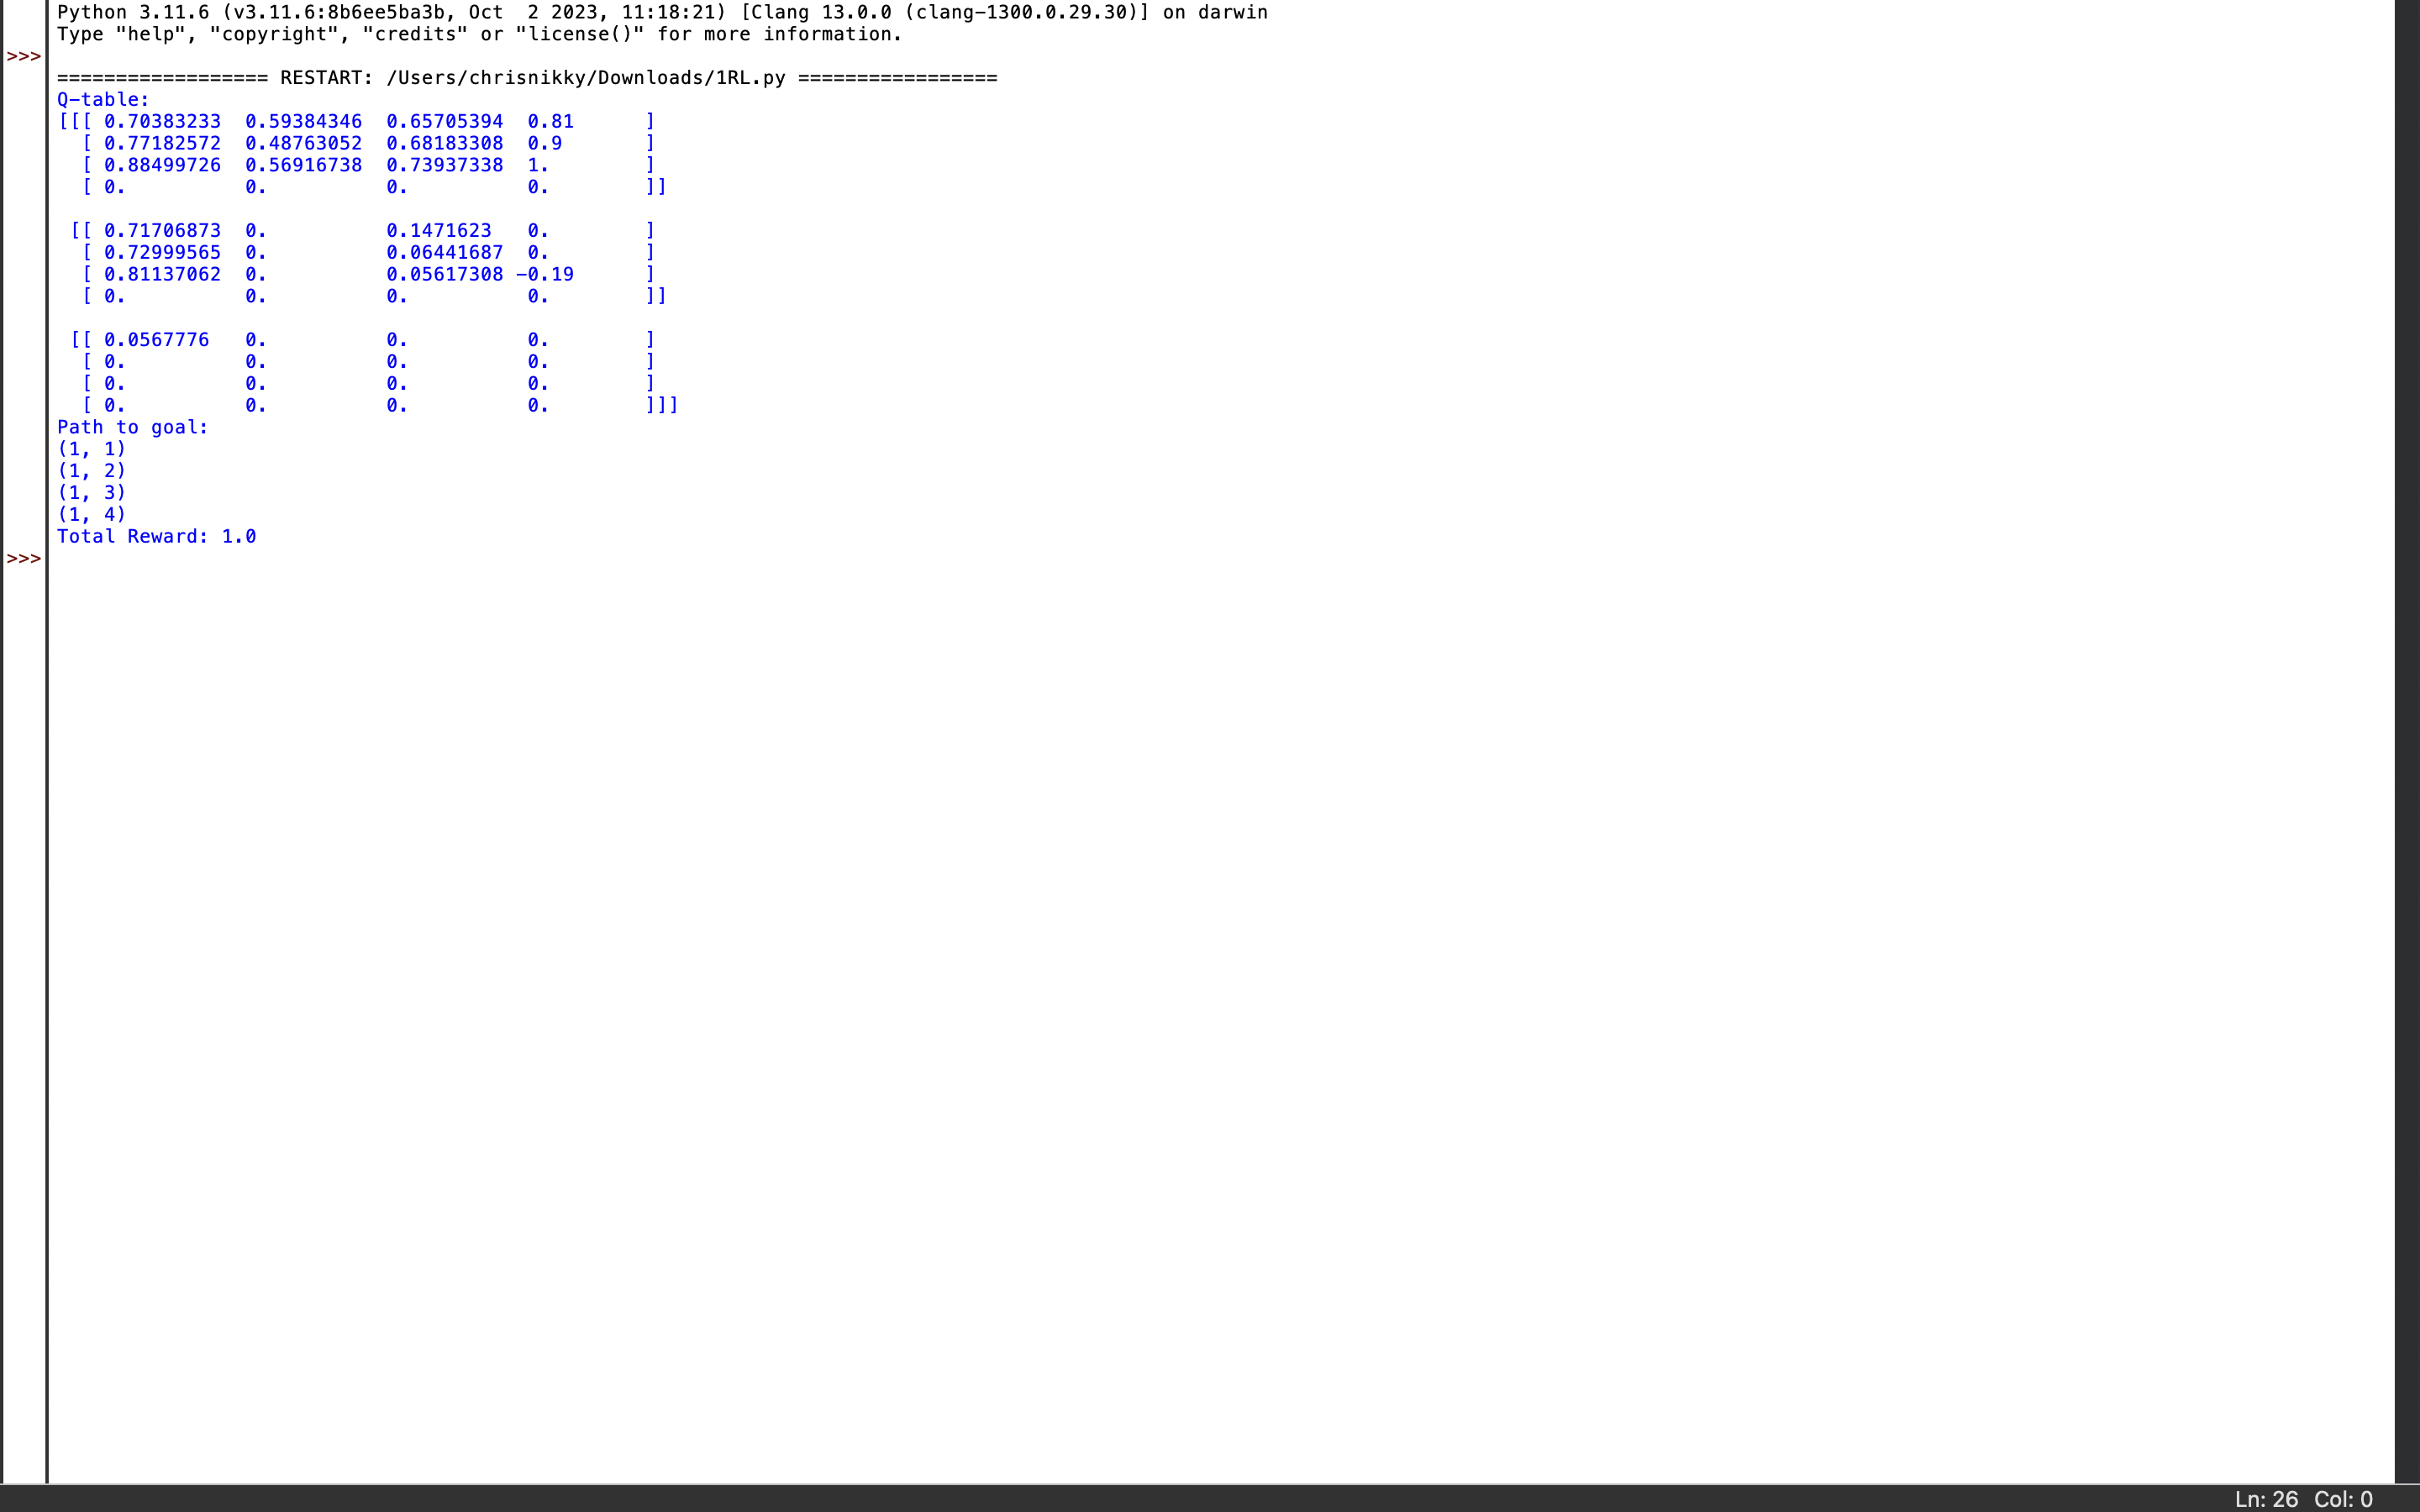 Python 3.11.6 (v3.11.6:8b6ee5ba3b, Oct  2 2023, 11:18:21) [Clang 13.0.0 (clang-1300.0.29.30)] on darwin
Type "help", "copyright", "credits" or "license()" for more information.
>>>
================== RESTART: /Users/chrisnikky/Downloads/1RL.py =================
Q-table:
[[[ 0.70383233  0.59384346  0.65705394  0.81      ]
  [ 0.77182572  0.48763052  0.68183308  0.9       ]
  [ 0.88499726  0.56916738  0.73937338  1.        ]
  [ 0.          0.          0.          0.        ]]
 [[ 0.71706873  0.          0.1471623   0.        ]
  [ 0.72999565  0.          0.06441687  0.        ]
  [ 0.81137062  0.          0.05617308 -0.19      ]
  [ 0.          0.          0.          0.        ]]
 [[ 0.0567776   0.          0.          0.        ]
  [ 0.          0.          0.          0.        ]
  [ 0.          0.          0.          0.        ]
  [ 0.          0.          0.          0.        ]]]
Path to goal:
(1, 1)
(1, 2)
(1, 3)
(1, 4)
Total Reward: 1.0
>>>
Ln: 26  Col: 0